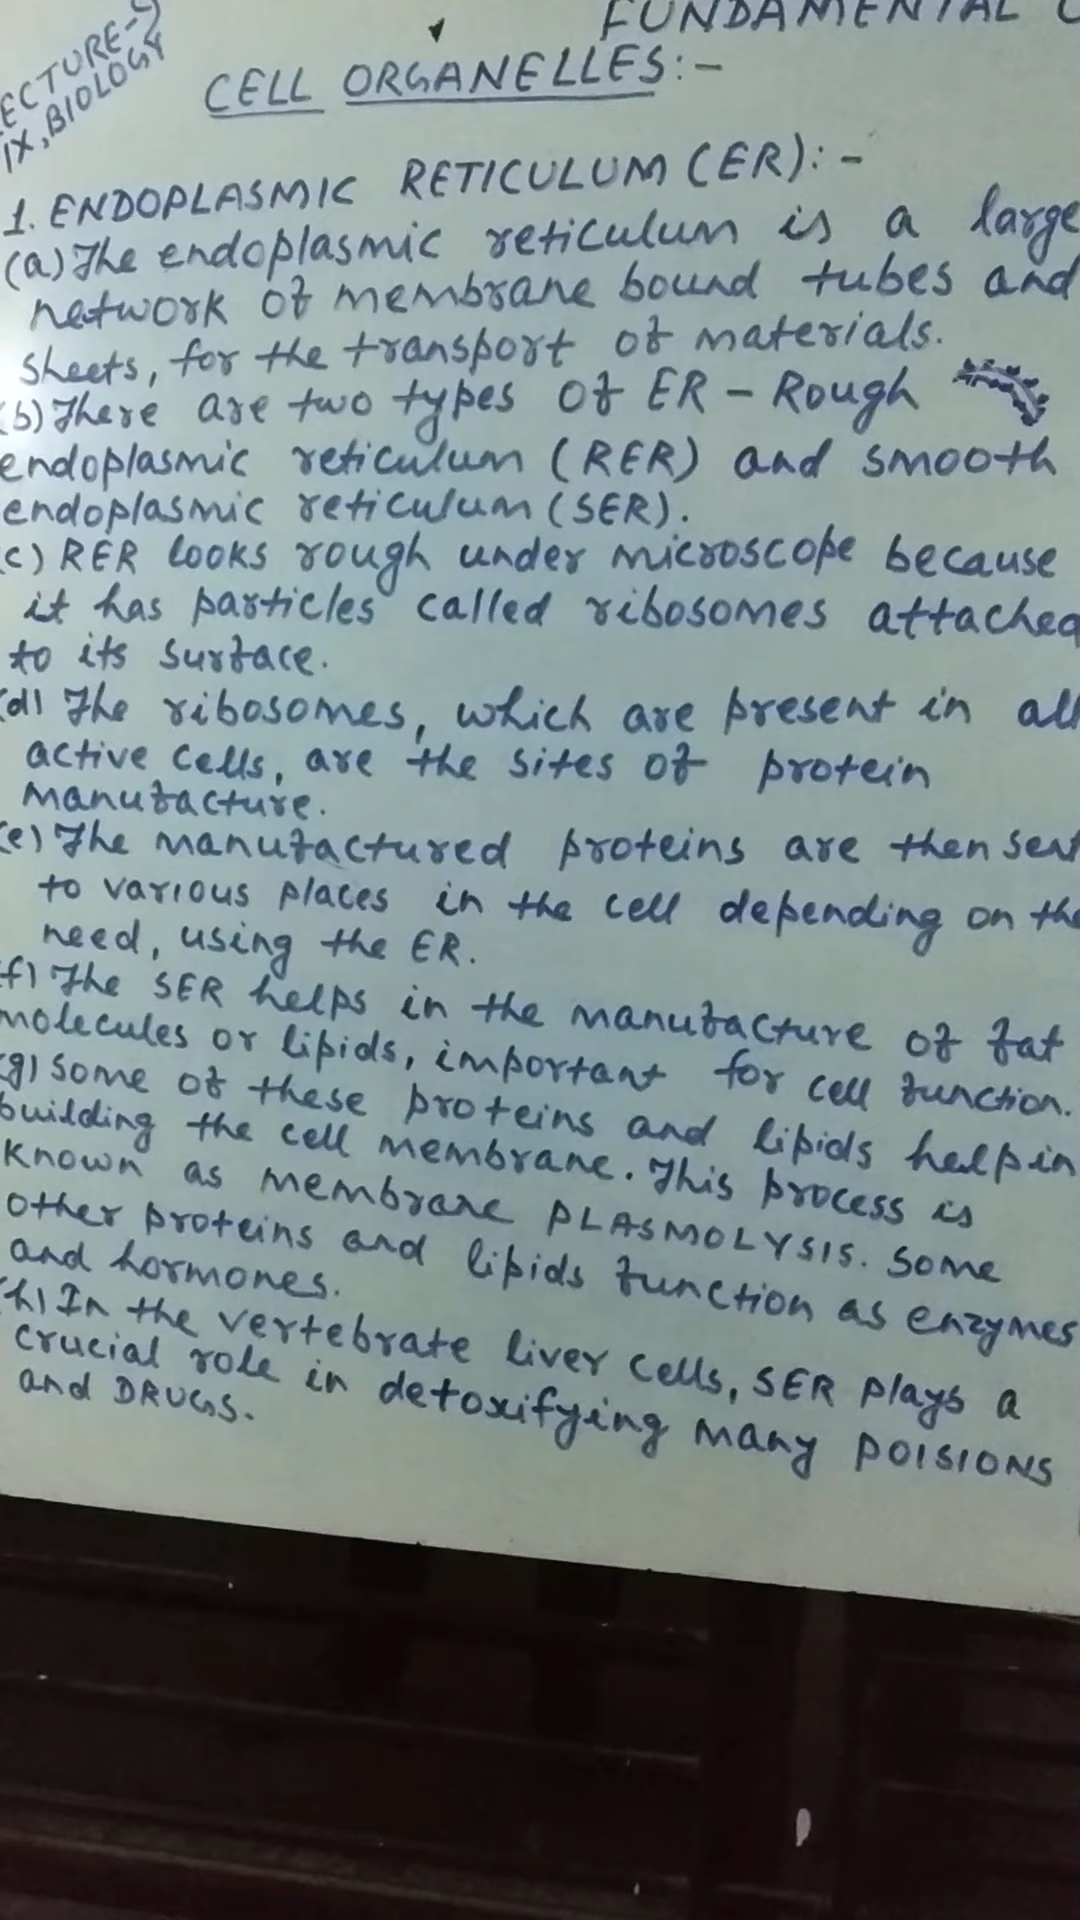 FUNDAMENTAL
ECTURE-9
IX, BIOLOGY
CELL ORGANELLES:-
1. ENDOPLASMIC RETICULUM (ER):-
(a) The endoplasmic reticulum is a large
network of membrane bound tubes and
sheets, for the transport of materials.
(b) There are two types of ER - Rough
endoplasmic reticulum (RER) and smooth
endoplasmic reticulum (SER).
c) RER looks rough under microscope because
it has particles called ribosomes attached
to its surface.
(d) The ribosomes, which are present in all
active cells, are the sites of protein
manufacture.
(e) The manufactured proteins are then sent
to various places in the cell depending on the
need, using the ER.
f) The SER helps in the manufacture of fat
molecules or lipids, important for cell function.
(g) Some of these proteins and lipids help in
building the cell membrane. This process is
known as membrane PLASMOLYSIS. Some
other proteins and lipids function as enzymes
and hormones.
(h) In the vertebrate liver cells, SER plays a
crucial role in detoxifying many POISIONS
and DRUGS.